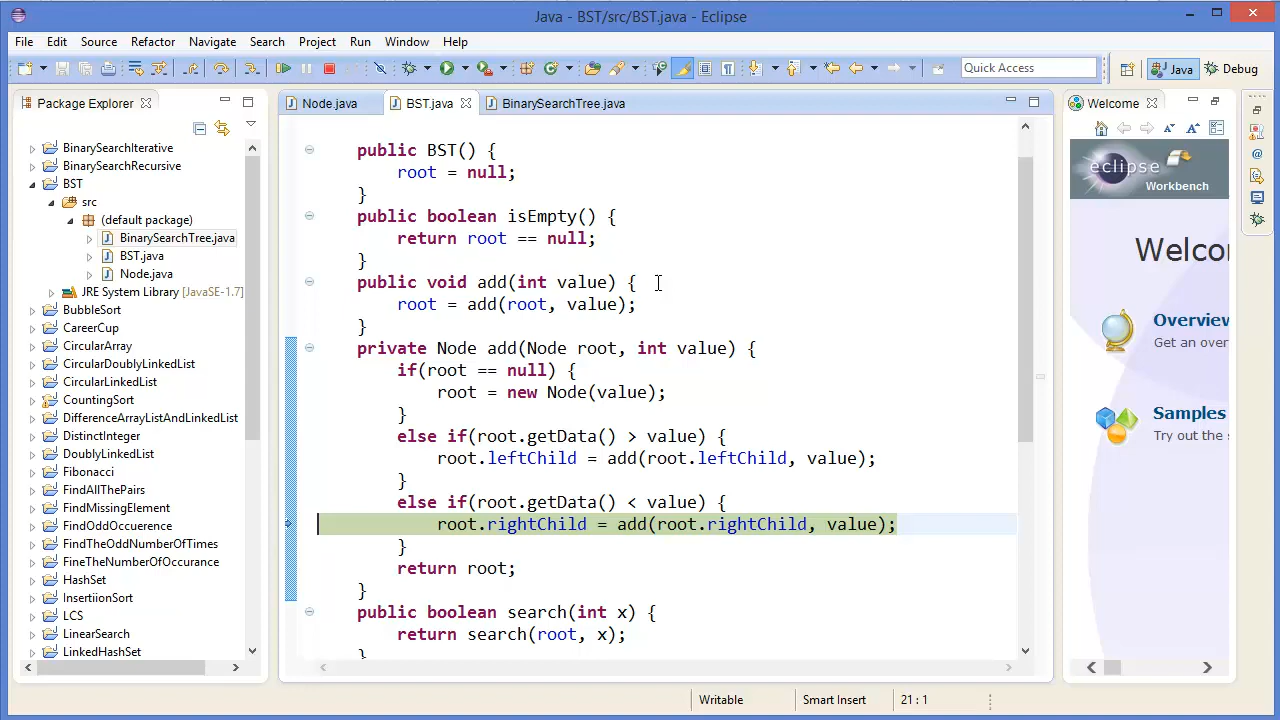 Java - BST/src/BST.java - Eclipse
File Edit Source Refactor Navigate Search Project Run Window Help
Quick Access
Java
Debug
Package Explorer
BinarySearchIterative
BinarySearchRecursive
BST
src
(default package)
BinarySearchTree.java
BST.java
Node.java
JRE System Library [JavaSE-1.7]
BubbleSort
CareerCup
CircularArray
CircularDoublyLinkedList
CircularLinkedList
CountingSort
DifferenceArrayListAndLinkedList
DistinctInteger
DoublyLinkedList
Fibonacci
FindAllThePairs
FindMissingElement
FindOddOccuerence
FindTheOddNumberOfTimes
FineTheNumberOfOccurance
HashSet
InsertiionSort
LCS
LinearSearch
LinkedHashSet
Node.java
BST.java
BinarySearchTree.java
public BST() {
root = null;
}
public boolean isEmpty() {
return root == null;
}
public void add(int value) {
root = add(root, value);
}
private Node add(Node root, int value) {
if(root == null) {
root = new Node(value);
}
else if(root.getData() > value) {
root.leftChild = add(root.leftChild, value);
}
else if(root.getData() < value) {
root.rightChild = add(root.rightChild, value);
}
return root;
}
public boolean search(int x) {
return search(root, x);
}
Welcome
eclipse
Workbench
Welco
Overview
Get an over
Samples
Try out the
Writable
Smart Insert
21 : 1